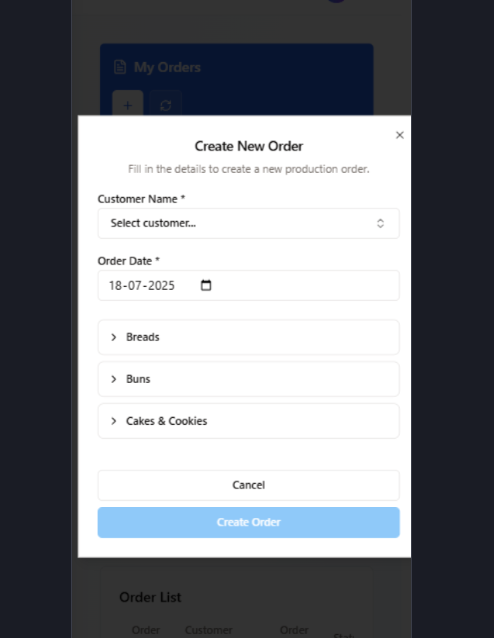 My Orders
Create New Order
Fill in the details to create a new production order.
Customer Name *
Select customer...
Order Date *
18-07-2025
Breads
Buns
Cakes & Cookies
Cancel
Create Order
Order List
Order Customer Order